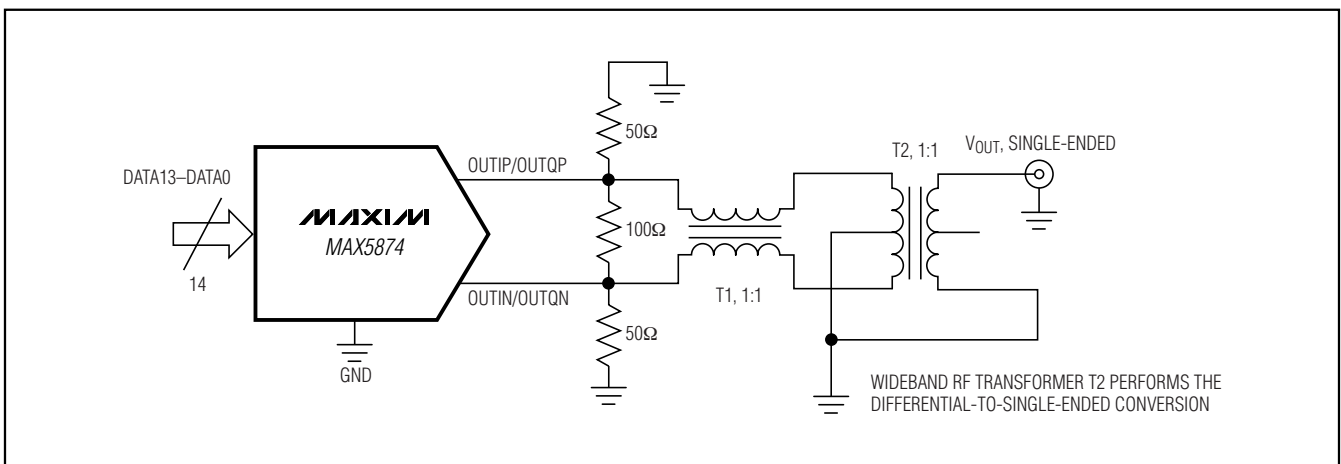 50Ω
T2, 1:1
VOUT, SINGLE-ENDED
OUTIP/OUTQP
DATA13–DATA0
MAXIM
MAX5874
100Ω
14
OUTIN/OUTQN
T1, 1:1
50Ω
GND
WIDEBAND RF TRANSFORMER T2 PERFORMS THE
DIFFERENTIAL-TO-SINGLE-ENDED CONVERSION